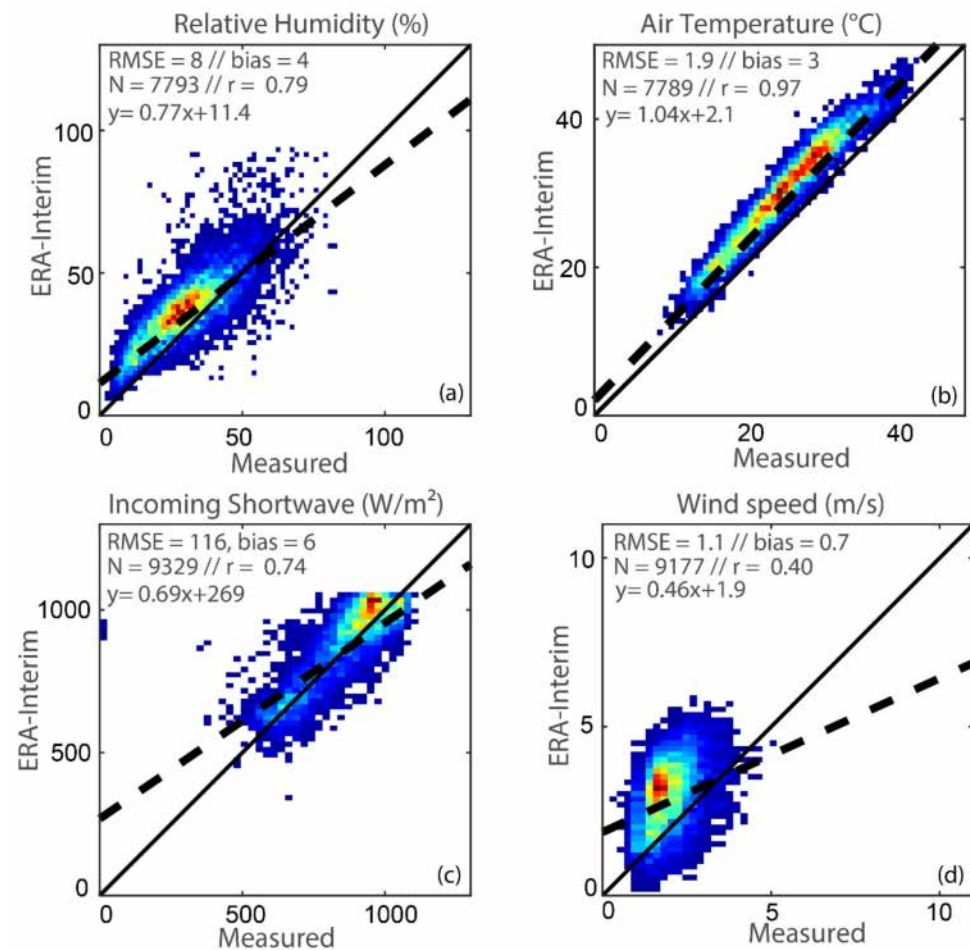 Relative Humidity (%)
RMSE = 8 // bias = 4
N = 7793 // r = 0.79
y= 0.77x+11.4
100
50
0
ERA-Interim
(a)
0 50 100
Measured
Air Temperature (°C)
RMSE = 1.9 // bias = 3
N = 7789 // r = 0.97
y= 1.04x+2.1
40
20
0
ERA-Interim
(b)
0 20 40
Measured
Incoming Shortwave (W/m²)
RMSE = 116, bias = 6
N = 9329 // r = 0.74
y= 0.69x+269
1000
500
0
ERA-Interim
(c)
500 1000
Measured
Wind speed (m/s)
RMSE = 1.1 // bias = 0.7
N = 9177 // r = 0.40
y= 0.46x+1.9
10
5
0
ERA-Interim
(d)
0 5 10
Measured